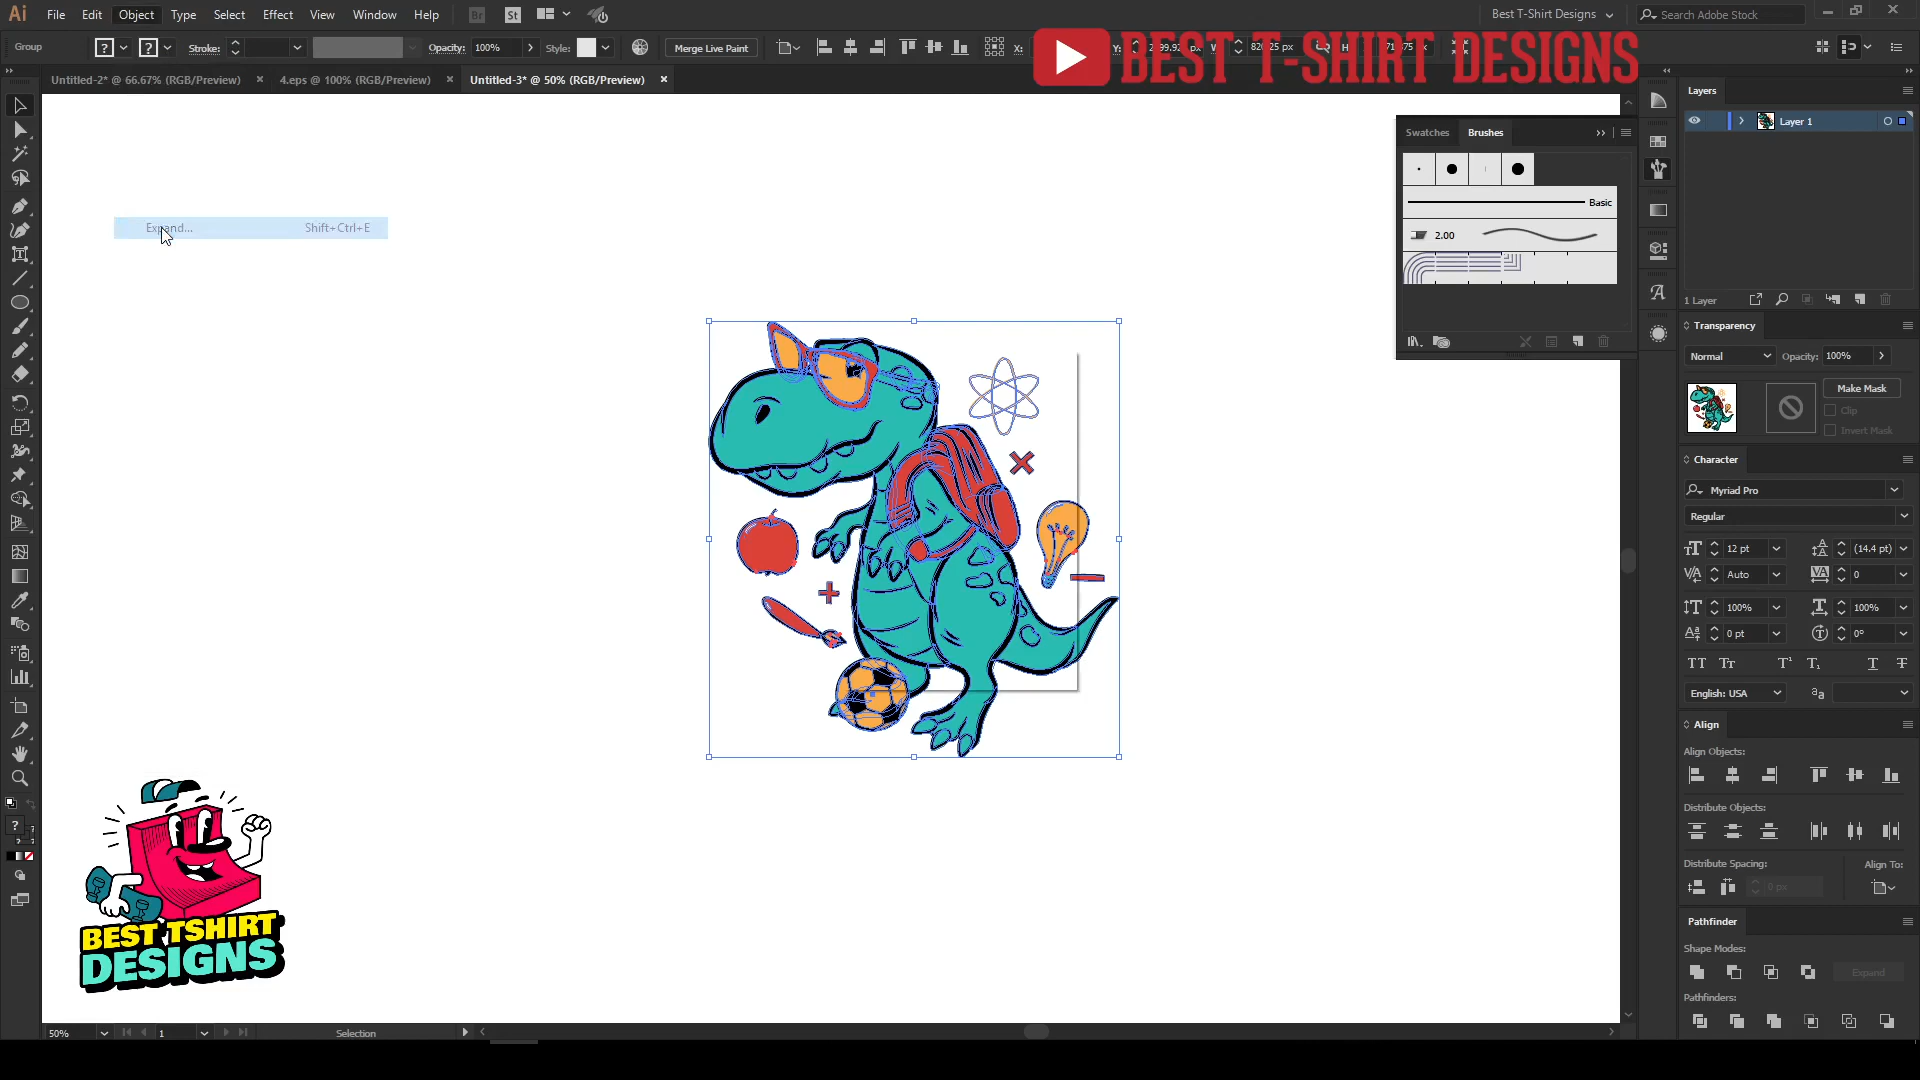 Ai File Edit Object Type Select Effect View Window Help Br St Best T-Shirt Designs Search Adobe Stock
Group ? ? Stroke: Opacity: 100% Style: Merge Live Paint X: Y: W
BEST T-SHIRT DESIGNS
Untitled-2* @ 66.67% (RGB/Preview) × 4.eps @ 100% (RGB/Preview) × Untitled-3* @ 50% (RGB/Preview) ×
Expand... Shift+Ctrl+E
Swatches Brushes
Basic
2.00
Layers
Layer 1
1 Layer
Transparency
Normal Opacity: 100%
Make Mask
Clip
Invert Mask
Character
Myriad Pro
Regular
12 pt (14.4 pt)
Auto 0
100% 100%
0 pt 0°
English: USA
Align
Align Objects:
Distribute Objects:
Distribute Spacing: Align To:
0 px
Pathfinder
Shape Modes:
Expand
Pathfinders:
BEST TSHIRT
DESIGNS
50% 1 Selection